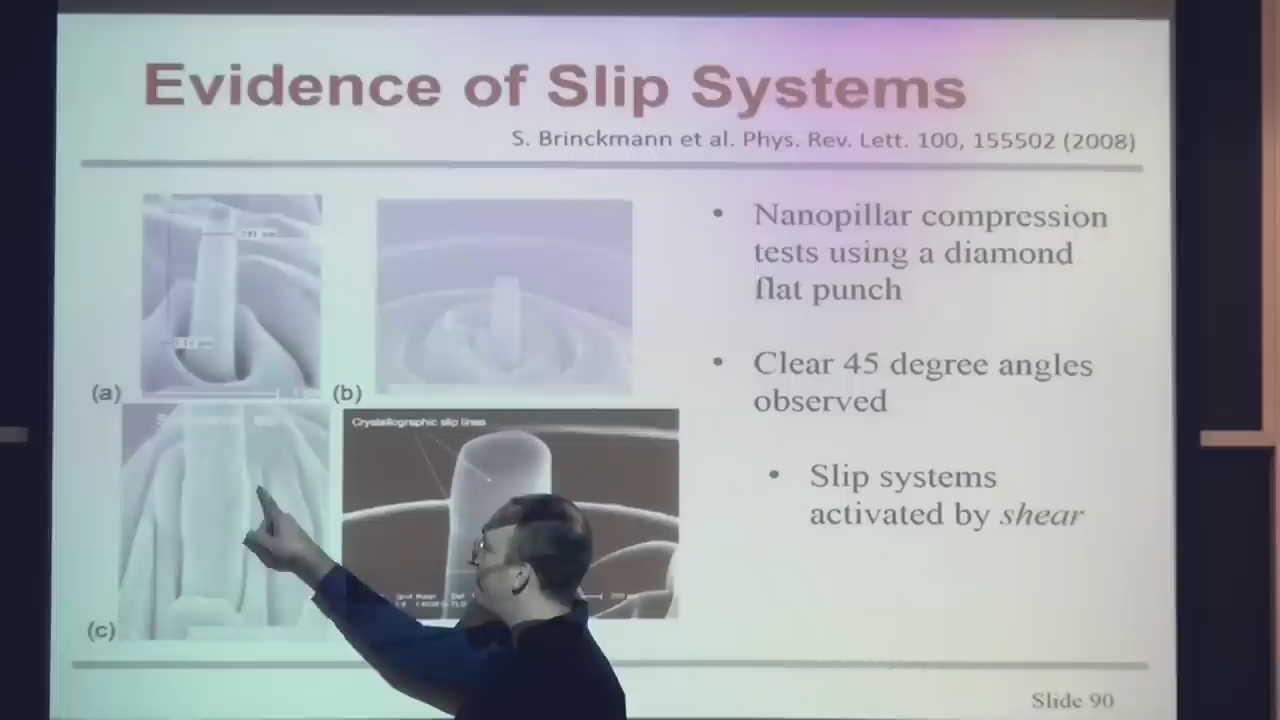 Evidence of Slip Systems
S. Brinckmann et al. Phys. Rev. Lett. 100, 155502 (2008)
• Nanopillar compression
tests using a diamond
flat punch
• Clear 45 degree angles
observed
• Slip systems
activated by shear
(a)
(b)
Crystallographic slip lines
(c)
Slide 90